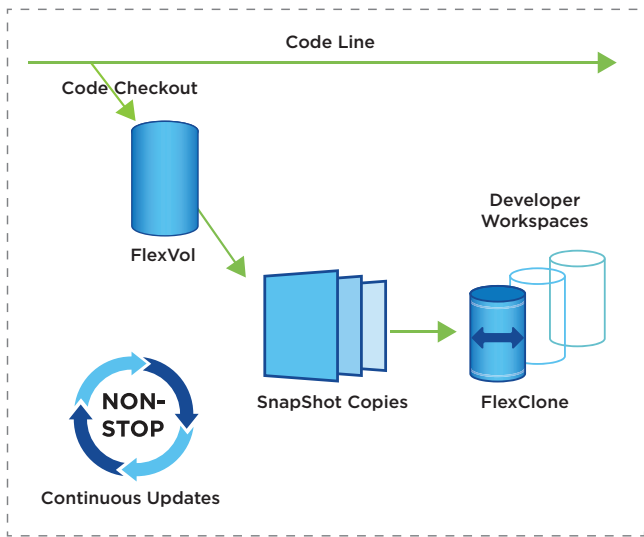 Code Line
Code Checkout
FlexVol
Developer
Workspaces
SnapShot Copies
FlexClone
NON-
STOP
Continuous Updates